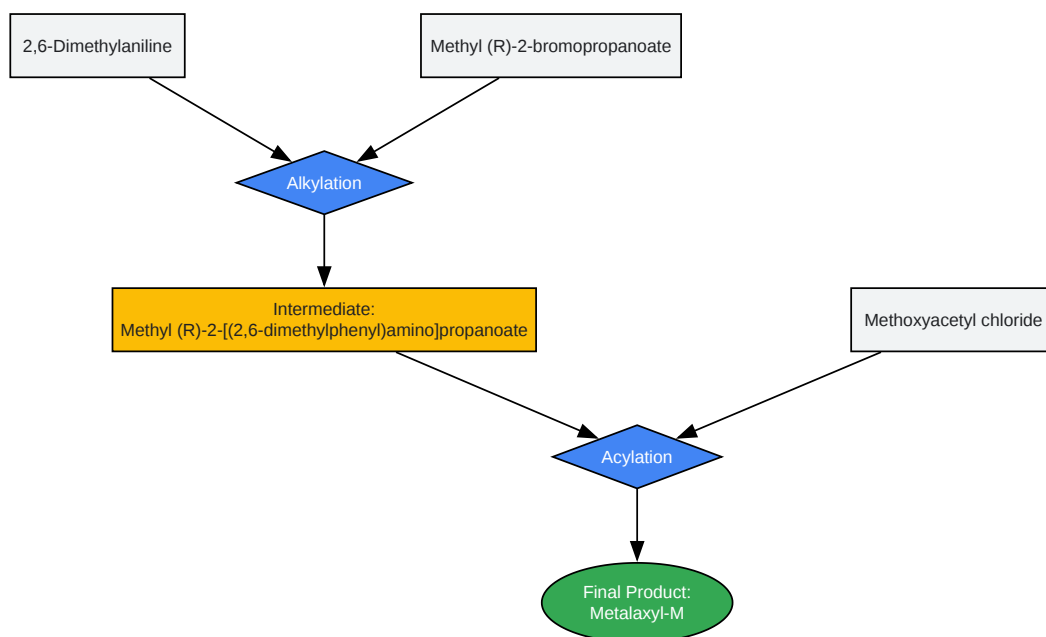 2,6-Dimethylaniline
Methyl (R)-2-bromopropanoate
Alkylation
Intermediate:
Methyl (R)-2-[(2,6-dimethylphenyl)amino]propanoate
Methoxyacetyl chloride
Acylation
Final Product:
Metalaxyl-M